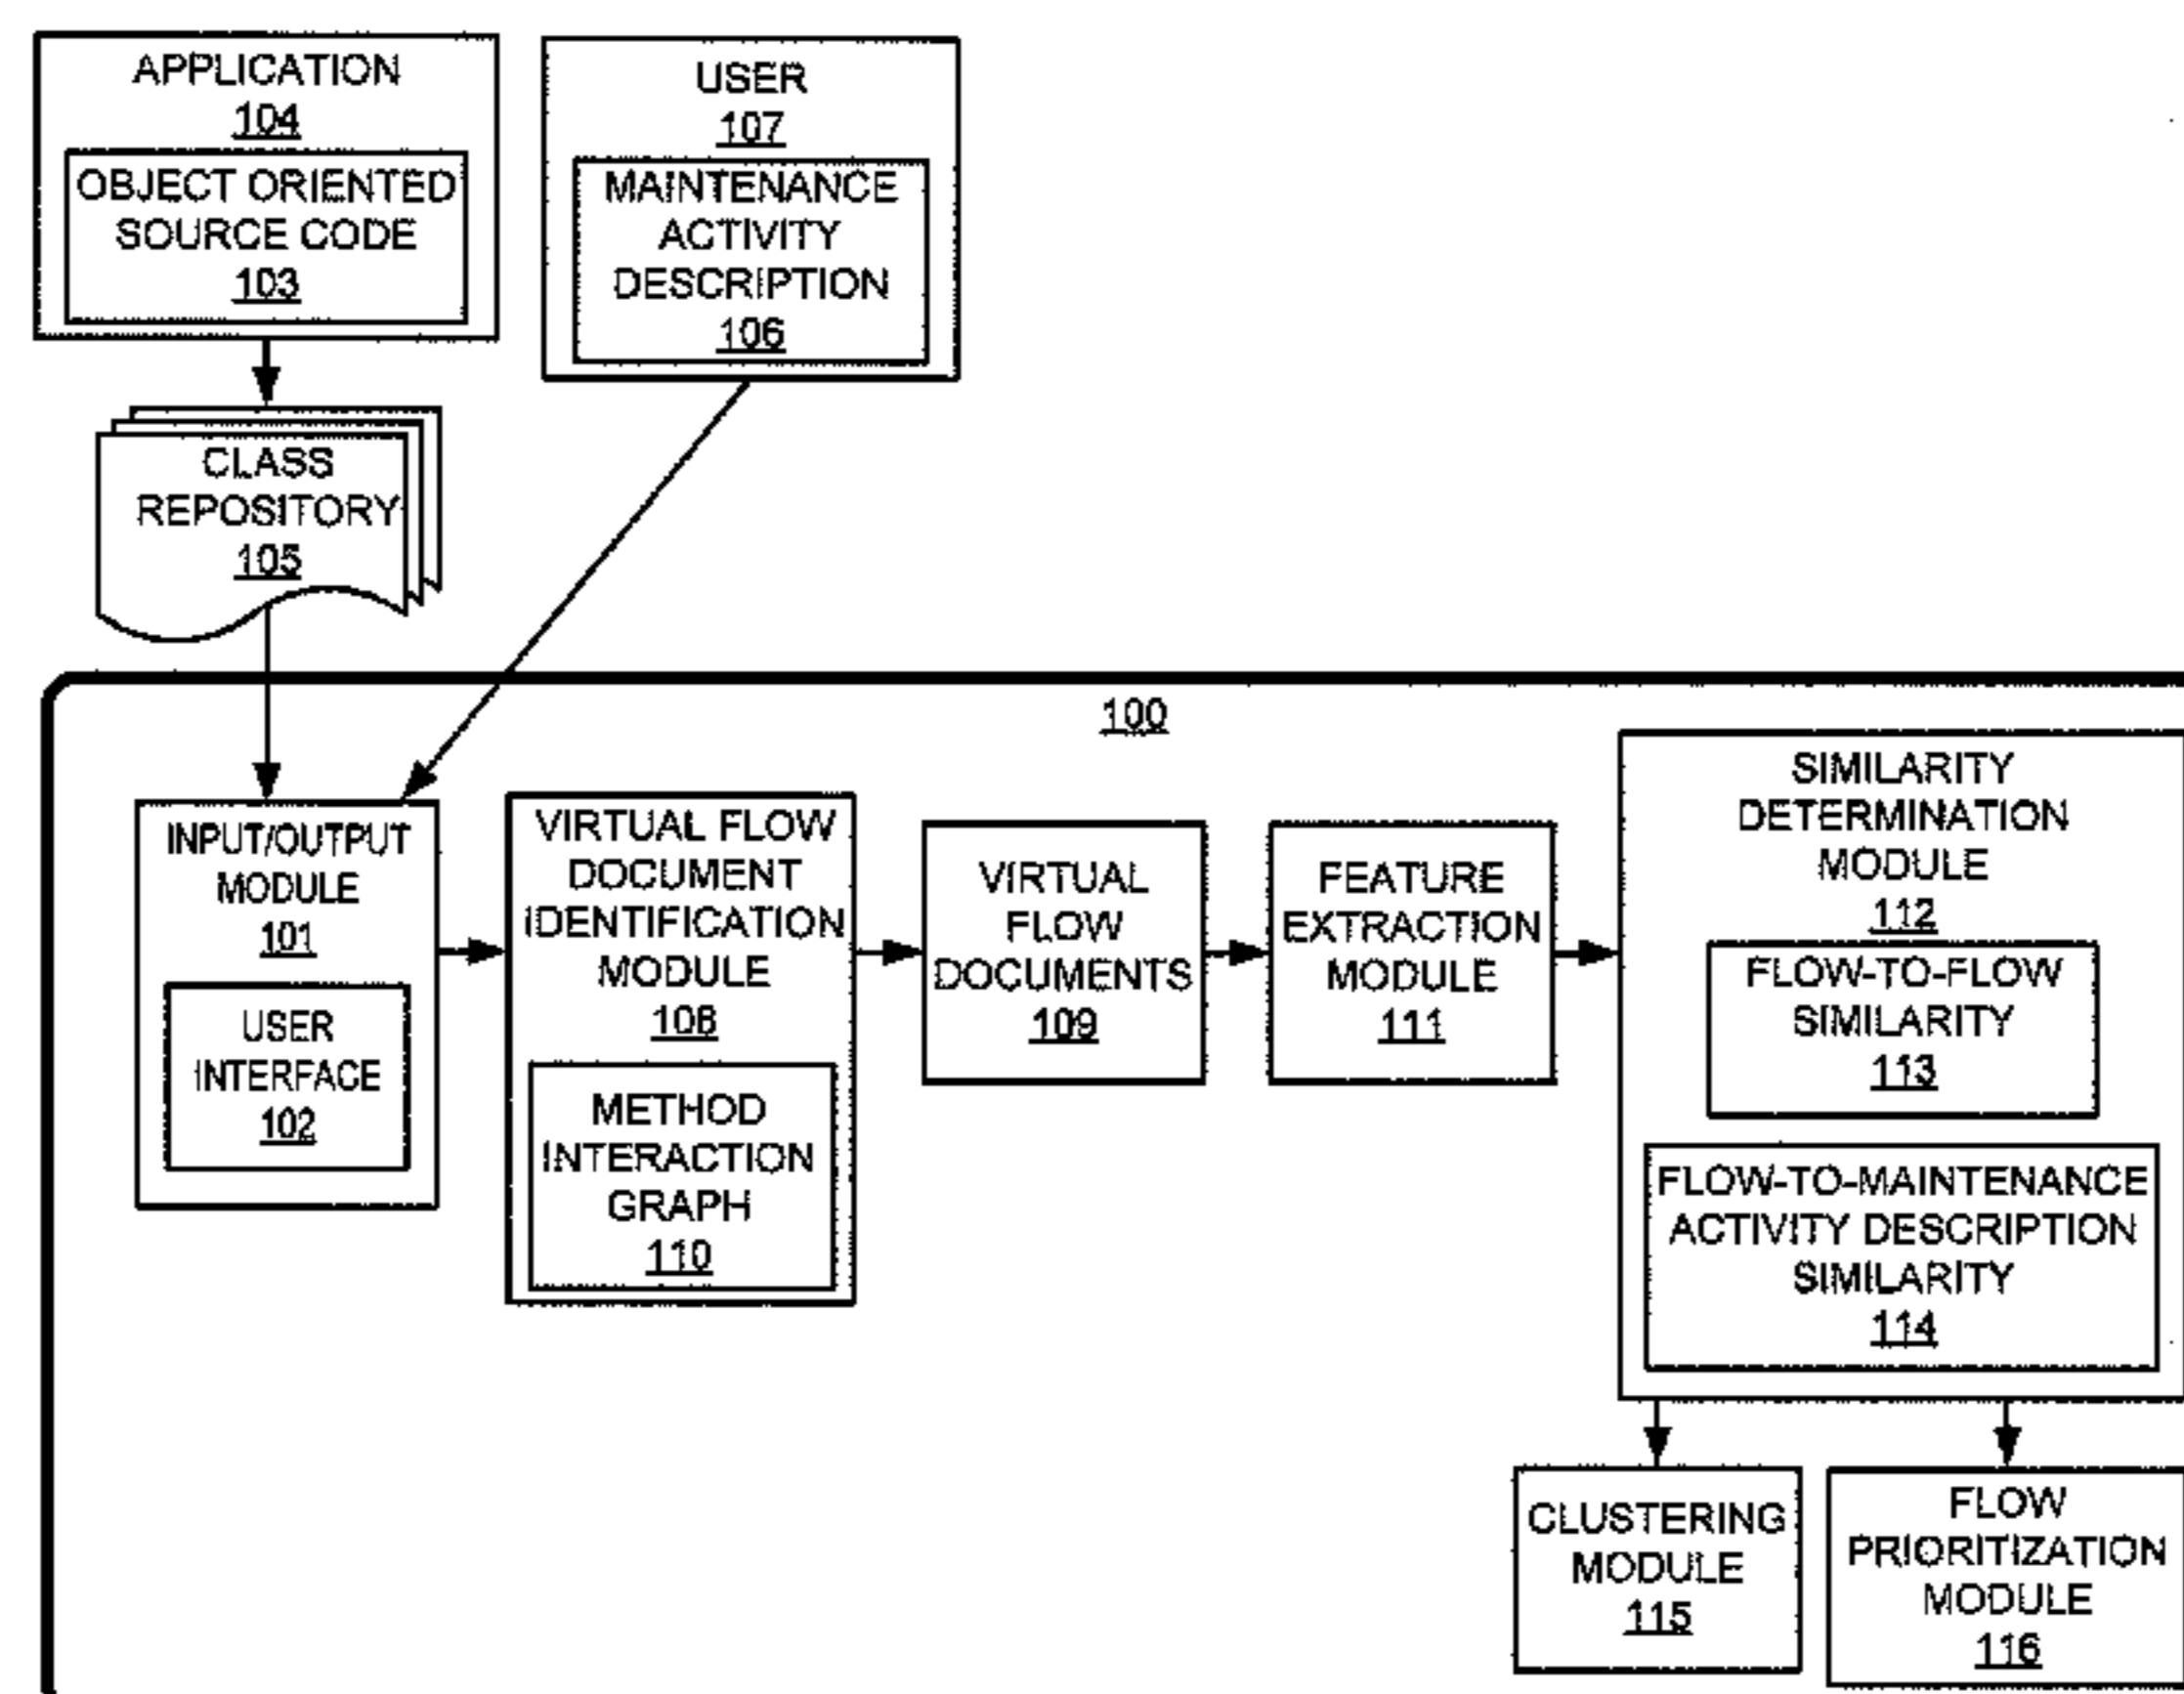 APPLICATION
104
OBJECT ORIENTED
SOURCE CODE
103
USER
107
MAINTENANCE
ACTIVITY
DESCRIPTION
106
CLASS
REPOSITORY
105
100
INPUT/OUTPUT
MODULE
101
USER
INTERFACE
102
VIRTUAL FLOW
DOCUMENT
IDENTIFICATION
MODULE
108
METHOD
INTERACTION
GRAPH
110
VIRTUAL
FLOW
DOCUMENTS
109
FEATURE
EXTRACTION
MODULE
111
SIMILARITY
DETERMINATION
MODULE
112
FLOW-TO-FLOW
SIMILARITY
113
FLOW-TO-MAINTENANCE
ACTIVITY DESCRIPTION
SIMILARITY
114
CLUSTERING
MODULE
115
FLOW
PRIORITIZATION
MODULE
116